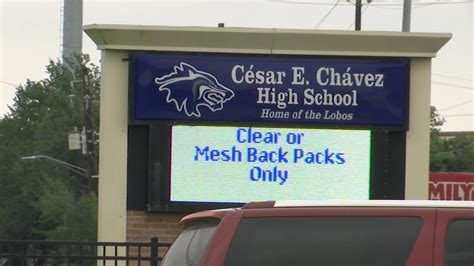 César E. Chávez
High School
Home of the Lobos
Clear or
Mesh Back Packs
Only